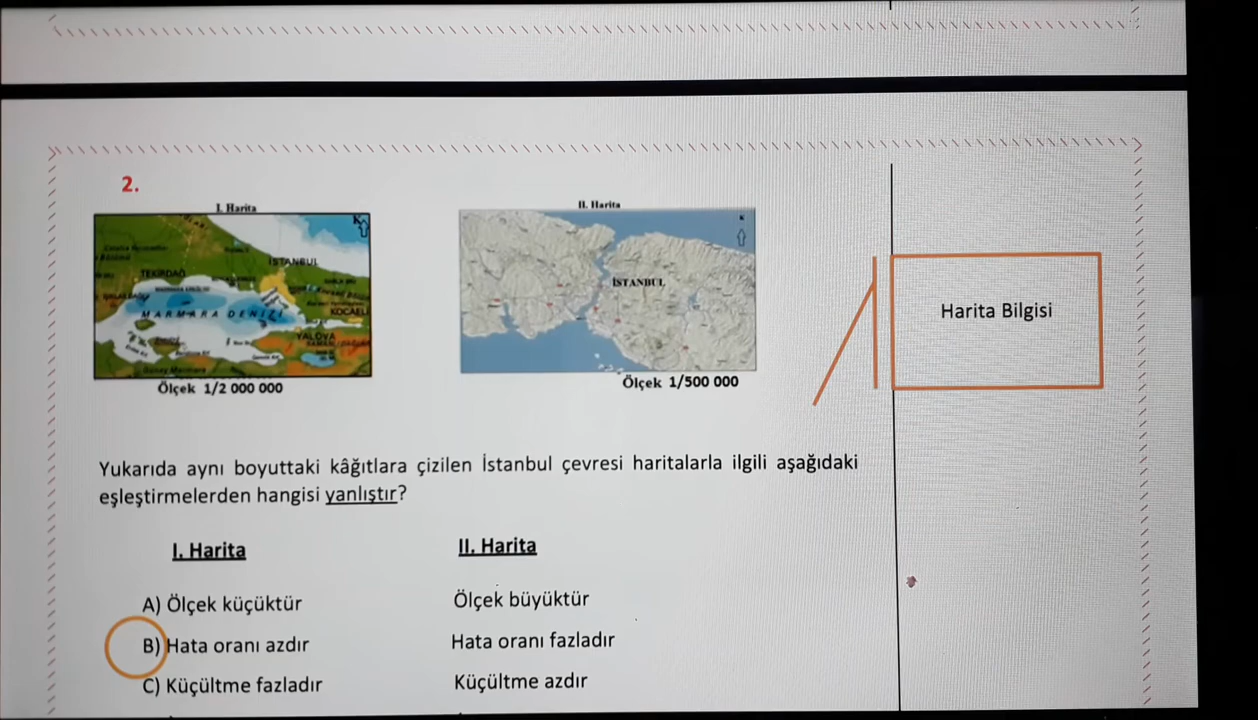 2.
I. Harita
II. Harita
K
İSTANBUL
TEKİRDAĞ
MARMARA DENİZİ
KOCAELİ
YALOVA
İSTANBUL
Ölçek 1/2 000 000
Ölçek 1/500 000
Harita Bilgisi
Yukarıda aynı boyuttaki kâğıtlara çizilen İstanbul çevresi haritalarla ilgili aşağıdaki
eşleştirmelerden hangisi yanlıştır?
I. Harita II. Harita
A) Ölçek küçüktür Ölçek büyüktür
B) Hata oranı azdır Hata oranı fazladır
C) Küçültme fazladır Küçültme azdır